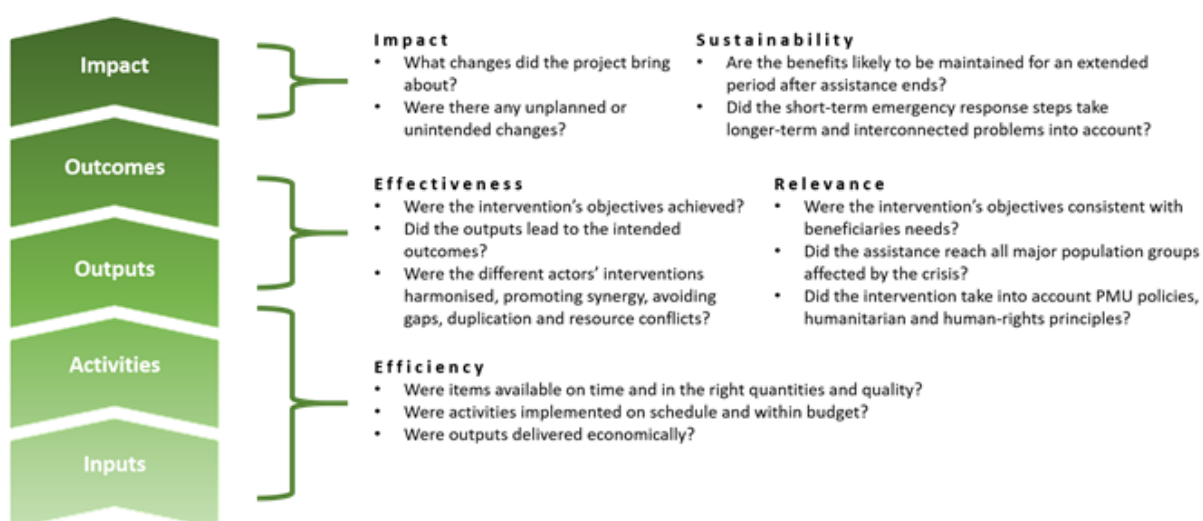 Impact
Outcomes
Outputs
Activities
Inputs
Impact
• What changes did the project bring
about?
• Were there any unplanned or
unintended changes?
Sustainability
• Are the benefits likely to be maintained for an extended
period after assistance ends?
• Did the short-term emergency response steps take
longer-term and interconnected problems into account?
Effectiveness
• Were the intervention's objectives achieved?
• Did the outputs lead to the intended
outcomes?
• Were the different actors' interventions
harmonised, promoting synergy, avoiding
gaps, duplication and resource conflicts?
Relevance
• Were the intervention's objectives consistent with
beneficiaries needs?
• Did the assistance reach all major population groups
affected by the crisis?
• Did the intervention take into account PMU policies,
humanitarian and human-rights principles?
Efficiency
• Were items available on time and in the right quantities and quality?
• Were activities implemented on schedule and within budget?
• Were outputs delivered economically?